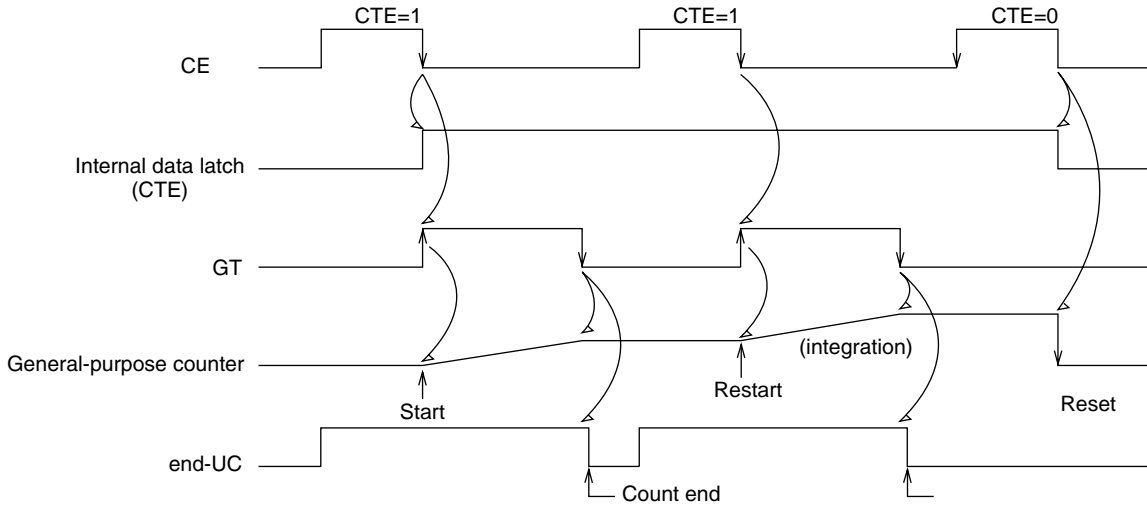 CTE=1
CTE=1
CTE=0
CE
Internal data latch
(CTE)
GT
General-purpose counter
(integration)
Start
Restart
Reset
end-UC
Count end